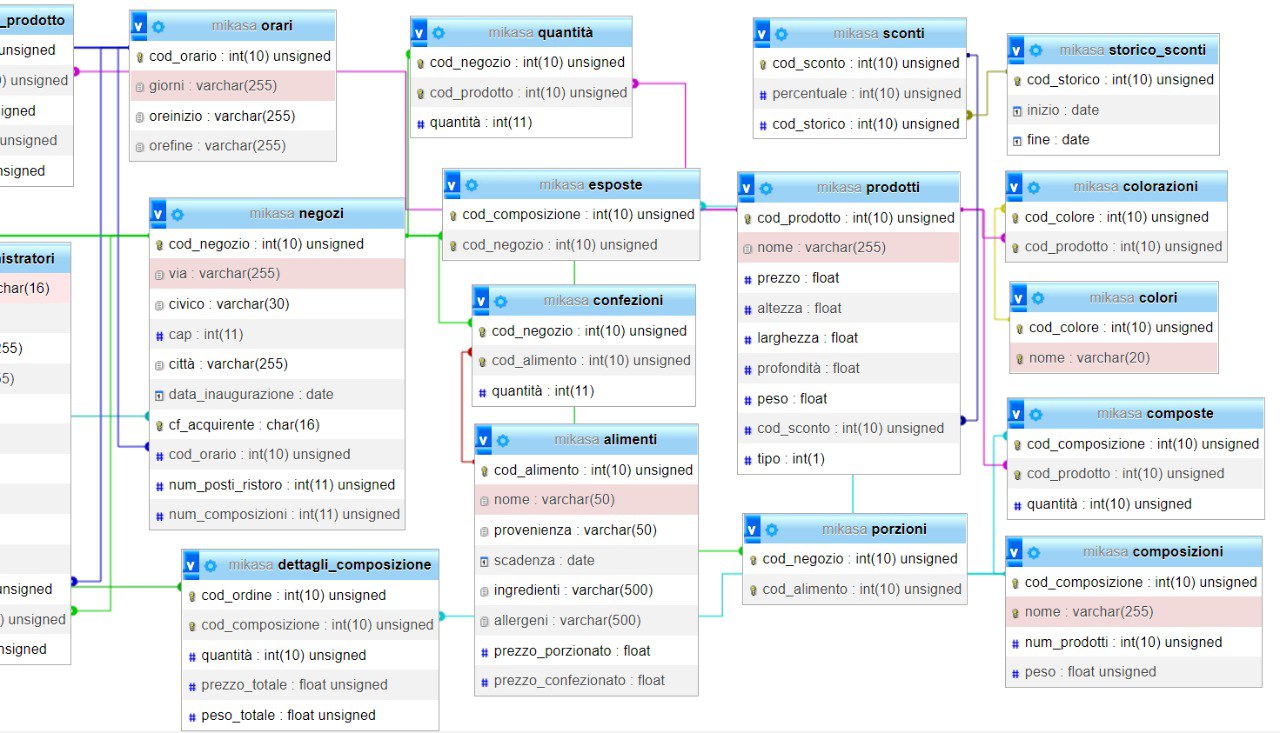 _prodotto
unsigned
) unsigned
igned
unsigned
signed
istratori
char(16)
255)
5)
nsigned
) unsigned
nsigned
mikasa orari
cod_orario : int(10) unsigned
giorni : varchar(255)
oreinizio : varchar(255)
orefine : varchar(255)
mikasa negozi
cod_negozio : int(10) unsigned
via : varchar(255)
civico : varchar(30)
cap : int(11)
città : varchar(255)
data_inaugurazione : date
cf_acquirente : char(16)
cod_orario : int(10) unsigned
num_posti_ristoro : int(11) unsigned
num_composizioni : int(11) unsigned
mikasa dettagli_composizione
cod_ordine : int(10) unsigned
cod_composizione : int(10) unsigned
quantità : int(10) unsigned
prezzo_totale : float unsigned
peso_totale : float unsigned
mikasa quantità
cod_negozio : int(10) unsigned
cod_prodotto : int(10) unsigned
quantità : int(11)
mikasa esposte
cod_composizione : int(10) unsigned
cod_negozio : int(10) unsigned
mikasa confezioni
cod_negozio : int(10) unsigned
cod_alimento : int(10) unsigned
quantità : int(11)
mikasa alimenti
cod_alimento : int(10) unsigned
nome : varchar(50)
provenienza : varchar(50)
scadenza : date
ingredienti : varchar(500)
allergeni : varchar(500)
prezzo_porzionato : float
prezzo_confezionato : float
mikasa sconti
cod_sconto : int(10) unsigned
percentuale : int(10) unsigned
cod_storico : int(10) unsigned
mikasa prodotti
cod_prodotto : int(10) unsigned
nome : varchar(255)
prezzo : float
altezza : float
larghezza : float
profondità : float
peso : float
cod_sconto : int(10) unsigned
tipo : int(1)
mikasa porzioni
cod_negozio : int(10) unsigned
cod_alimento : int(10) unsigned
mikasa storico_sconti
cod_storico : int(10) unsigned
inizio : date
fine : date
mikasa colorazioni
cod_colore : int(10) unsigned
cod_prodotto : int(10) unsigned
mikasa colori
cod_colore : int(10) unsigned
nome : varchar(20)
mikasa composte
cod_composizione : int(10) unsigned
cod_prodotto : int(10) unsigned
quantità : int(10) unsigned
mikasa composizioni
cod_composizione : int(10) unsigned
nome : varchar(255)
num_prodotti : int(10) unsigned
peso : float unsigned